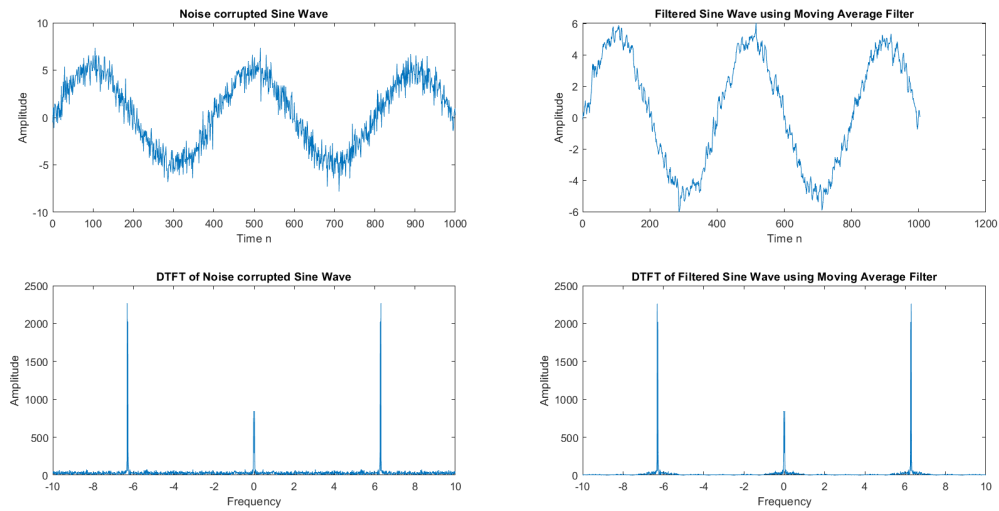 Noise corrupted Sine Wave
10
5
0
-5
-10
Amplitude
0 100 200 300 400 500 600 700 800 900 1000
Time n
Filtered Sine Wave using Moving Average Filter
6
4
2
0
-2
-4
-6
Amplitude
0 200 400 600 800 1000 1200
Time n
DTFT of Noise corrupted Sine Wave
2500
2000
1500
1000
500
0
Amplitude
-10 -8 -6 -4 -2 0 2 4 6 8 10
Frequency
DTFT of Filtered Sine Wave using Moving Average Filter
2500
2000
1500
1000
500
0
Amplitude
-10 -8 -6 -4 -2 0 2 4 6 8 10
Frequency